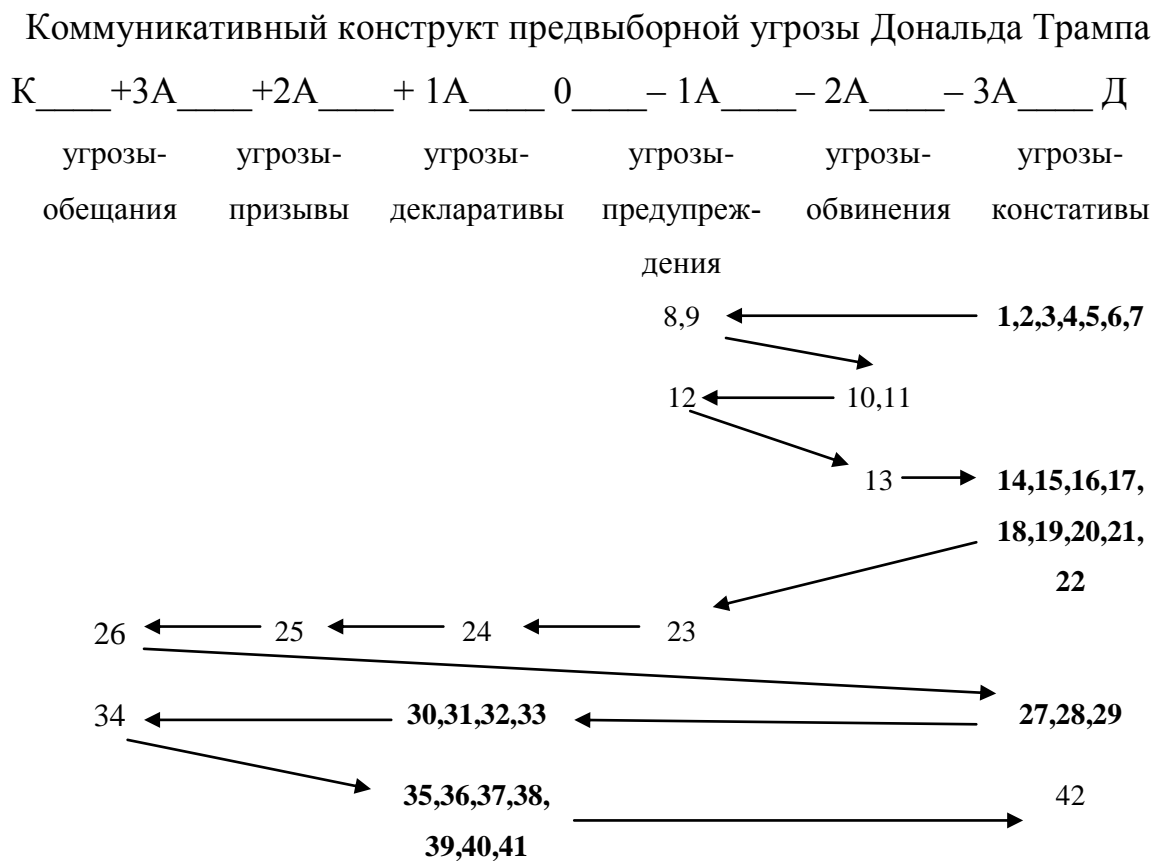 Коммуникативный конструкт предвыборной угрозы Дональда Трампа
К____+3А____+2А____+ 1А____ 0____– 1А____– 2А____– 3А____ Д
угрозы- угрозы- угрозы- угрозы- угрозы- угрозы-
обещания призывы декларативы предупреж- обвинения констативы
дения
8,9 1,2,3,4,5,6,7
12 10,11
13 14,15,16,17,
18,19,20,21,
22
26 25 24 23
34 30,31,32,33 27,28,29
35,36,37,38, 42
39,40,41